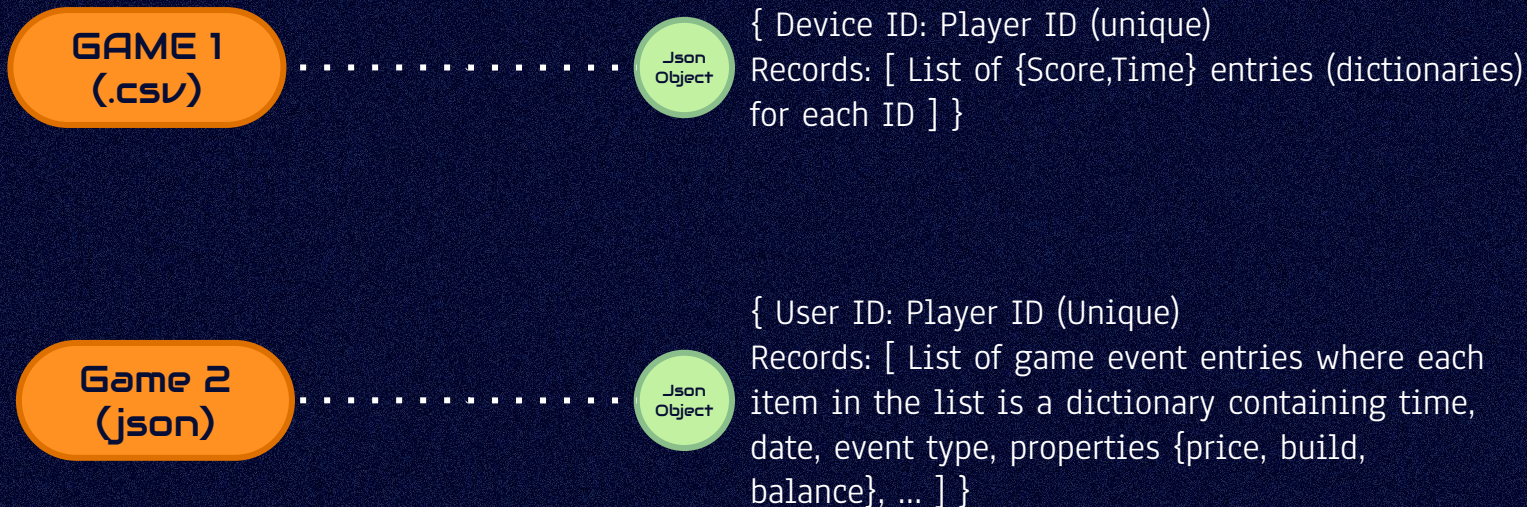 GAME 1
(.csv)
Json
Object
{ Device ID: Player ID (unique)
Records: [ List of {Score,Time} entries (dictionaries)
for each ID ] }
Game 2
(json)
Json
Object
{ User ID: Player ID (Unique)
Records: [ List of game event entries where each
item in the list is a dictionary containing time,
date, event type, properties {price, build,
balance}, ... ] }